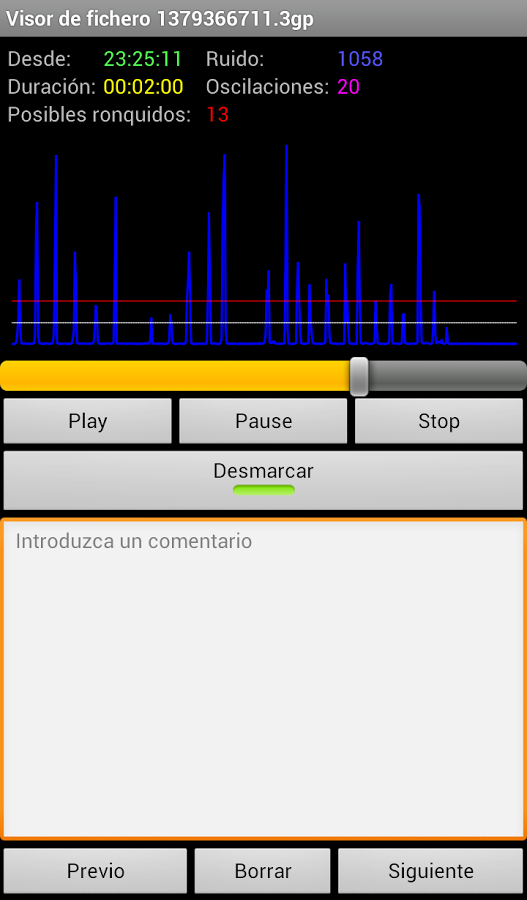 Visor de fichero 1379366711.3gp
Desde: 23:25:11 Ruido: 1058
Duración: 00:02:00 Oscilaciones: 20
Posibles ronquidos: 13
Play Pause Stop
Desmarcar
Introduzca un comentario
Previo Borrar Siguiente